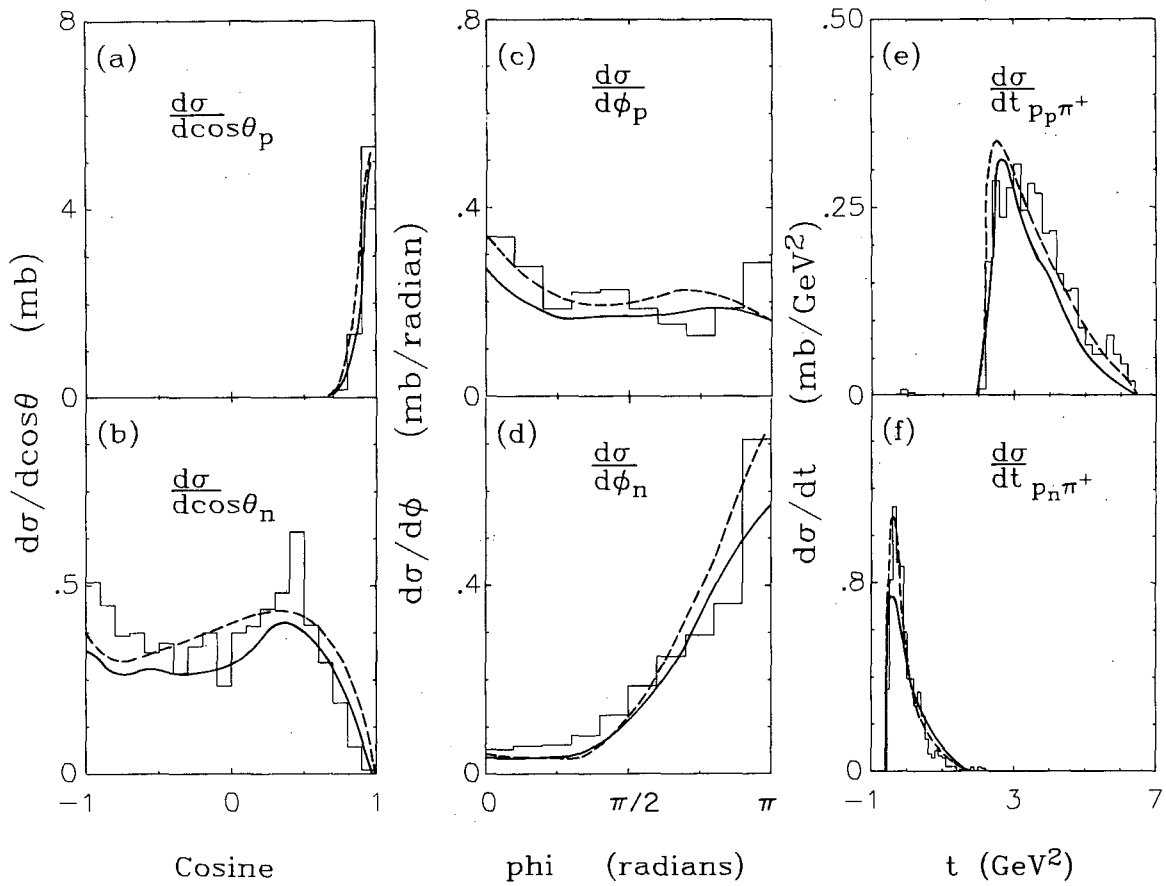 8
(a)
dσ
dcosθp
4
0
dσ/dcosθ (mb)
(b)
dσ
dcosθn
.5
0
-1
0
1
Cosine
.8
(c)
dσ
dϕp
.4
0
dσ/dϕ (mb/radian)
(d)
dσ
dϕn
.4
0
0
π/2
π
phi (radians)
.50
(e)
dσ
dt ppπ+
.25
0
dσ/dt (mb/GeV2)
(f)
dσ
dt pnπ+
.8
0
-1
3
7
t (GeV2)